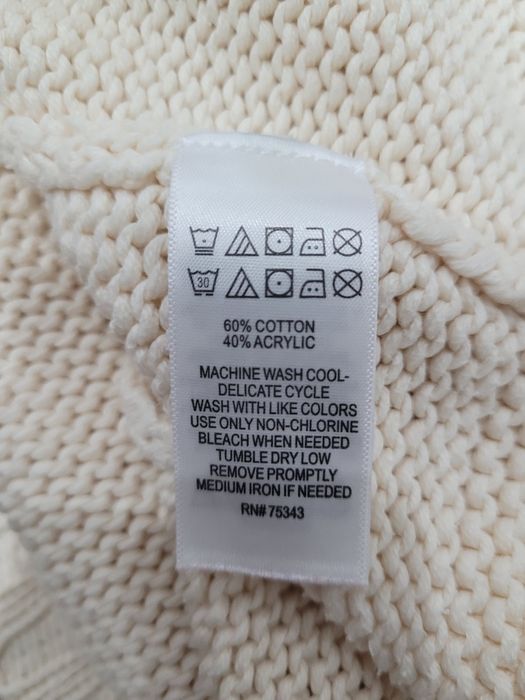 30
60% COTTON
40% ACRYLIC
MACHINE WASH COOL-
DELICATE CYCLE
WASH WITH LIKE COLORS
USE ONLY NON-CHLORINE
BLEACH WHEN NEEDED
TUMBLE DRY LOW
REMOVE PROMPTLY
MEDIUM IRON IF NEEDED
RN# 75343